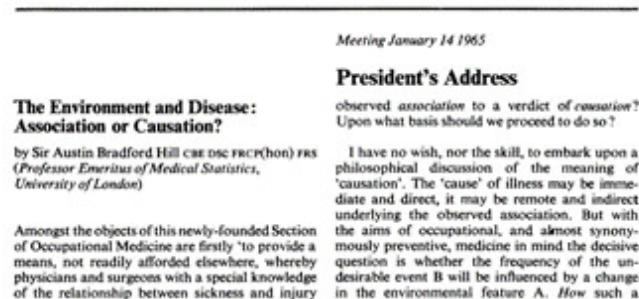 Meeting January 14 1965
President's Address
The Environment and Disease:
Association or Causation?
by Sir Austin Bradford Hill CBE DSC FRCP(hon) FRS
(Professor Emeritus of Medical Statistics,
University of London)
Amongst the objects of this newly-founded Section
of Occupational Medicine are firstly 'to provide a
means, not readily afforded elsewhere, whereby
physicians and surgeons with a special knowledge
of the relationship between sickness and injury
observed association to a verdict of causation?
Upon what basis should we proceed to do so?
I have no wish, nor the skill, to embark upon a
philosophical discussion of the meaning of
'causation'. The 'cause' of illness may be imme-
diate and direct, it may be remote and indirect
underlying the observed association. But with
the aims of occupational, and almost synony-
mously preventive, medicine in mind the decisive
question is whether the frequency of the un-
desirable event B will be influenced by a change
in the environmental feature A. How such a